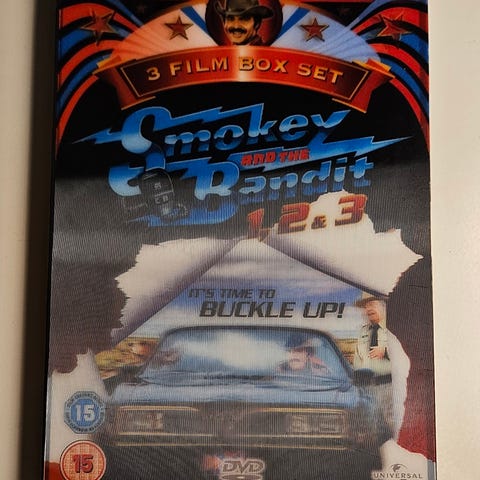 3 FILM BOX SET
Smokey
AND THE
Bandit
1, 2 & 3
IT'S TIME TO
BUCKLE UP!
15
15
DVD
UNIVERSAL